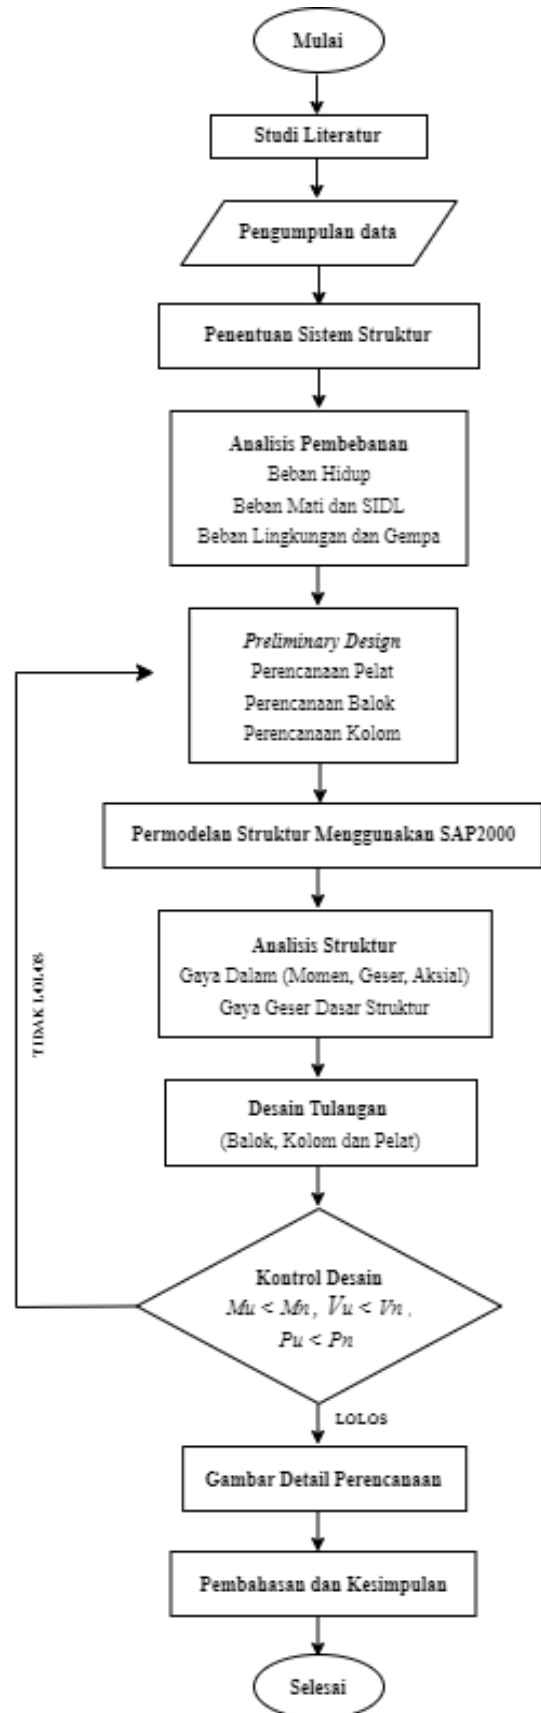 Mulai
Studi Literatur
Pengumpulan data
Penentuan Sistem Struktur
Analisis Pembebanan
Beban Hidup
Beban Mati dan SIDL
Beban Lingkungan dan Gempa
Preliminary Design
Perencanaan Pelat
Perencanaan Balok
Perencanaan Kolom
Permodelan Struktur Menggunakan SAP2000
Analisis Struktur
Gaya Dalam (Momen, Geser, Aksial)
Gaya Geser Dasar Struktur
TIDAK LOLOS
Desain Tulangan
(Balok, Kolom dan Pelat)
Kontrol Desain
Mu < Mn, Vu < Vn,
Pu < Pn
LOLOS
Gambar Detail Perencanaan
Pembahasan dan Kesimpulan
Selesai